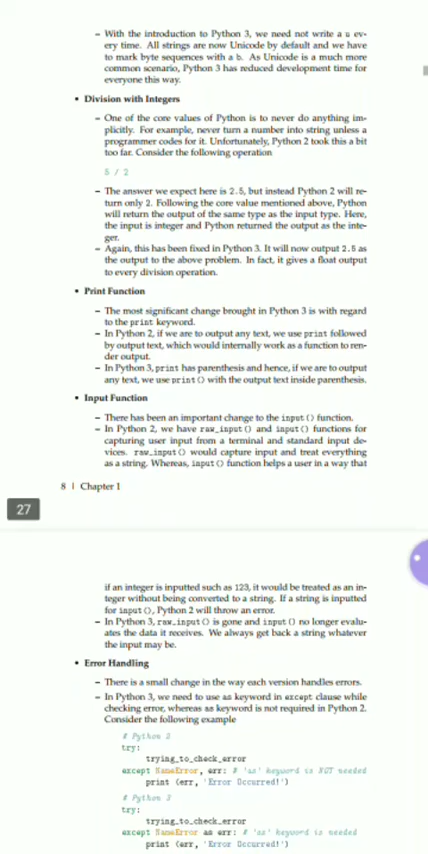 – With the introduction to Python 3, we need not write a u ev-
ery time. All strings are now Unicode by default and we have
to mark byte sequences with a b. As Unicode is a much more
common scenario, Python 3 has reduced development time for
everyone this way.
• Division with Integers
– One of the core values of Python is to never do anything im-
plicitly. For example, never turn a number into string unless a
programmer codes for it. Unfortunately, Python 2 took this a bit
too far. Consider the following operation
5 / 2
– The answer we expect here is 2.5, but instead Python 2 will re-
turn only 2. Following the core value mentioned above, Python
will return the output of the same type as the input type. Here,
the input is integer and Python returned the output as the inte-
ger.
– Again, this has been fixed in Python 3. It will now output 2.5 as
the output to the above problem. In fact, it gives a float output
to every division operation.
• Print Function
– The most significant change brought in Python 3 is with regard
to the print keyword.
– In Python 2, if we are to output any text, we use print followed
by output text, which would internally work as a function to ren-
der output.
– In Python 3, print has parenthesis and hence, if we are to output
any text, we use print() with the output text inside parenthesis.
• Input Function
– There has been an important change to the input() function.
– In Python 2, we have raw_input() and input() functions for
capturing user input from a terminal and standard input de-
vices. raw_input() would capture input and treat everything
as a string. Whereas, input() function helps a user in a way that
8 | Chapter 1
27
if an integer is inputted such as 123, it would be treated as an in-
teger without being converted to a string. If a string is inputted
for input(), Python 2 will throw an error.
– In Python 3, raw_input() is gone and input() no longer evalu-
ates the data it receives. We always get back a string whatever
the input may be.
• Error Handling
– There is a small change in the way each version handles errors.
– In Python 3, we need to use as keyword in except clause while
checking error, whereas as keyword is not required in Python 2.
Consider the following example
# Python 2
try:
trying_to_check_error
except NameError, err: # 'as' keyword is NOT needed
print (err, 'Error Occurred!')
# Python 3
try:
trying_to_check_error
except NameError as err: # 'as' keyword is needed
print (err, 'Error Occurred!')